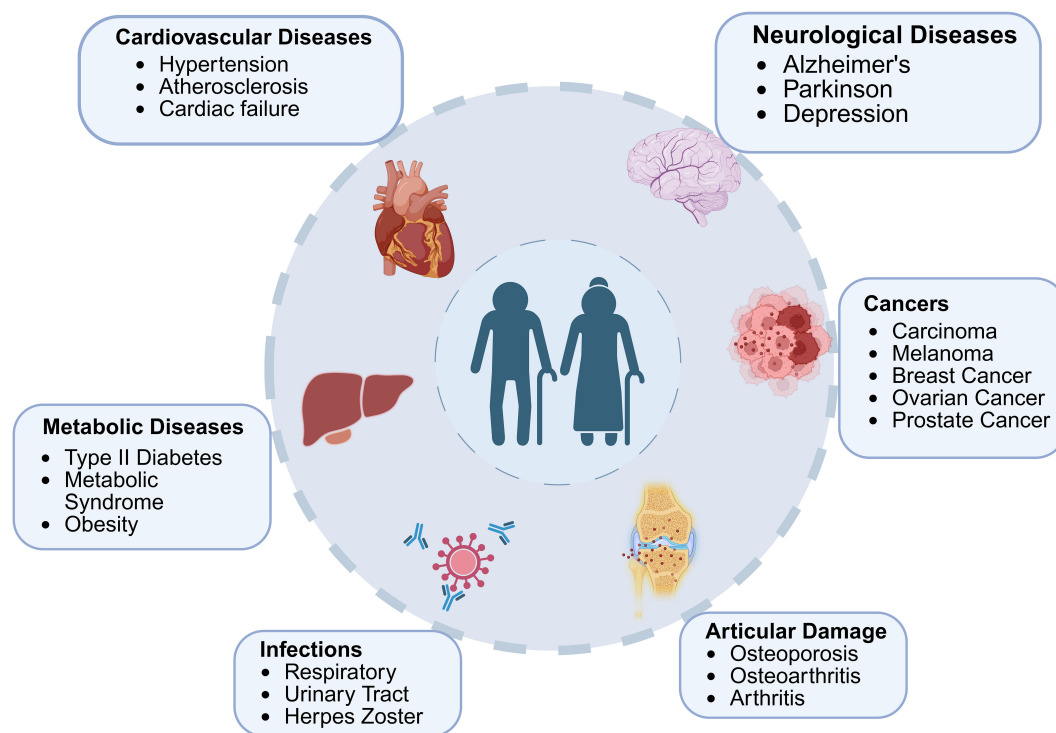 Cardiovascular Diseases
• Hypertension
• Atherosclerosis
• Cardiac failure
Neurological Diseases
• Alzheimer's
• Parkinson
• Depression
Cancers
• Carcinoma
• Melanoma
• Breast Cancer
• Ovarian Cancer
• Prostate Cancer
Metabolic Diseases
• Type II Diabetes
• Metabolic
Syndrome
• Obesity
Infections
• Respiratory
• Urinary Tract
• Herpes Zoster
Articular Damage
• Osteoporosis
• Osteoarthritis
• Arthritis